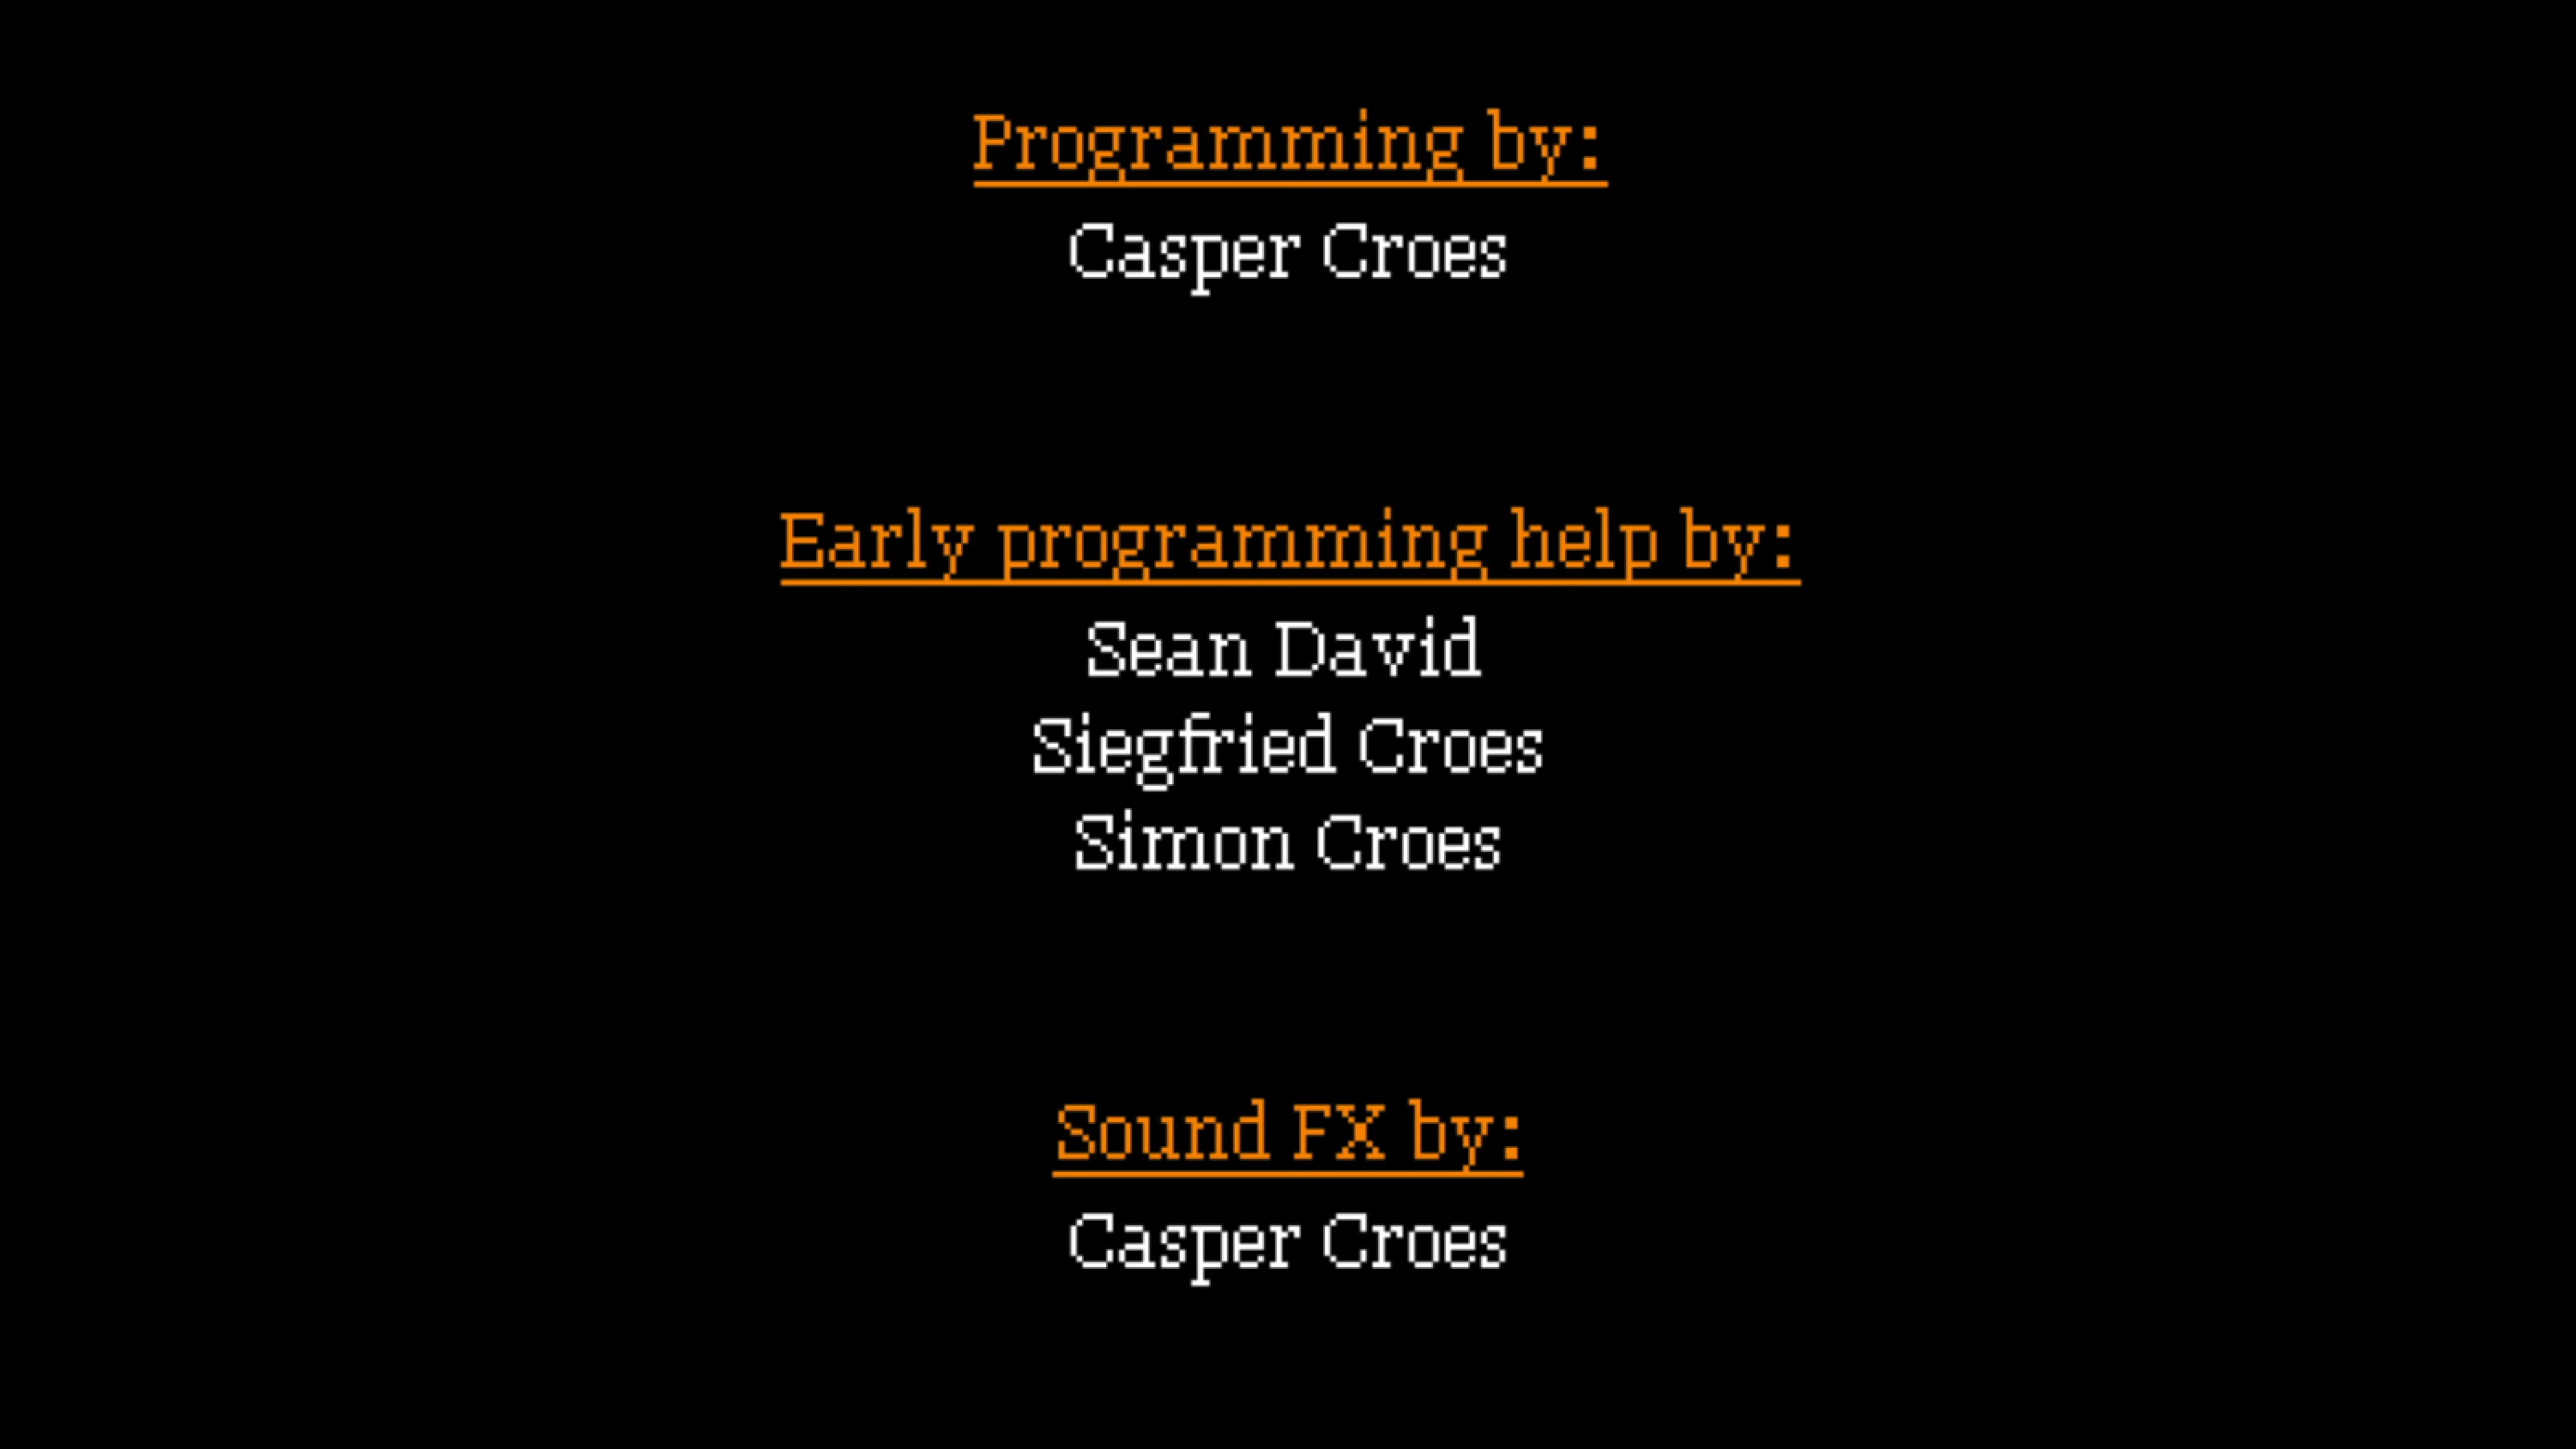 Programming by:
Casper Croes
Early programming help by:
Sean David
Siegfried Croes
Simon Croes
Sound FX by:
Casper Croes